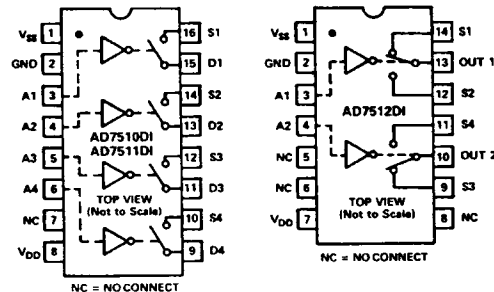 V_SS 1
GND 2
A1 3
A2 4
A3 5
A4 6
NC 7
V_DD 8
16 S1
15 D1
14 S2
13 D2
12 S3
11 D3
10 S4
9 D4
AD7510DI
AD7511DI
TOP VIEW
(Not to Scale)
NC = NO CONNECT
V_SS 1
GND 2
A1 3
A2 4
NC 5
NC 6
V_DD 7
14 S1
13 OUT 1
12 S2
11 S4
10 OUT 2
9 S3
8 NC
AD7512DI
TOP VIEW
(Not to Scale)
NC = NO CONNECT